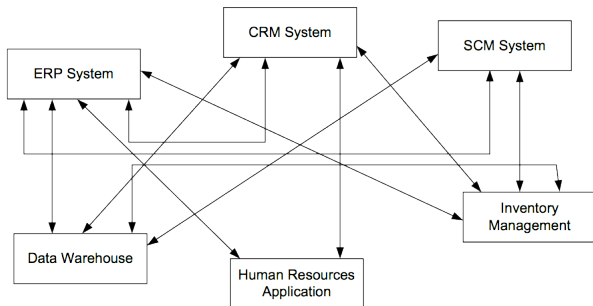 CRM System
SCM System
ERP System
Inventory
Management
Data Warehouse
Human Resources
Application